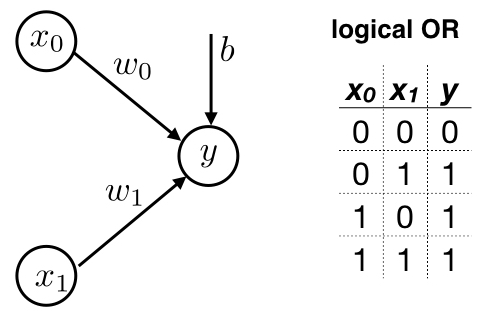 x₀
w₀
b
y
w₁
x₁
logical OR
x₀ x₁ y
0 0 0
0 1 1
1 0 1
1 1 1